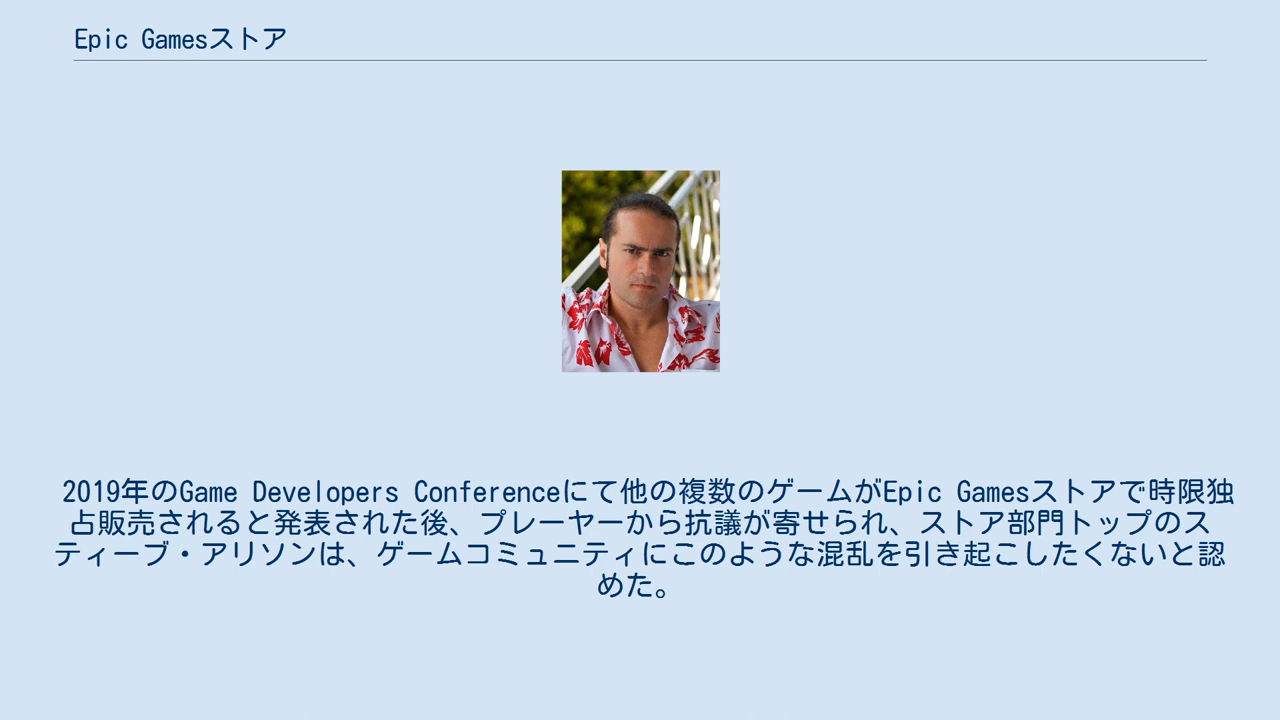 Epic Gamesストア
2019年のGame Developers Conferenceにて他の複数のゲームがEpic Gamesストアで時限独
占販売されると発表された後、プレーヤーから抗議が寄せられ、ストア部門トップのス
ティーブ・アリソンは、ゲームコミュニティにこのような混乱を引き起こしたくないと認
めた。